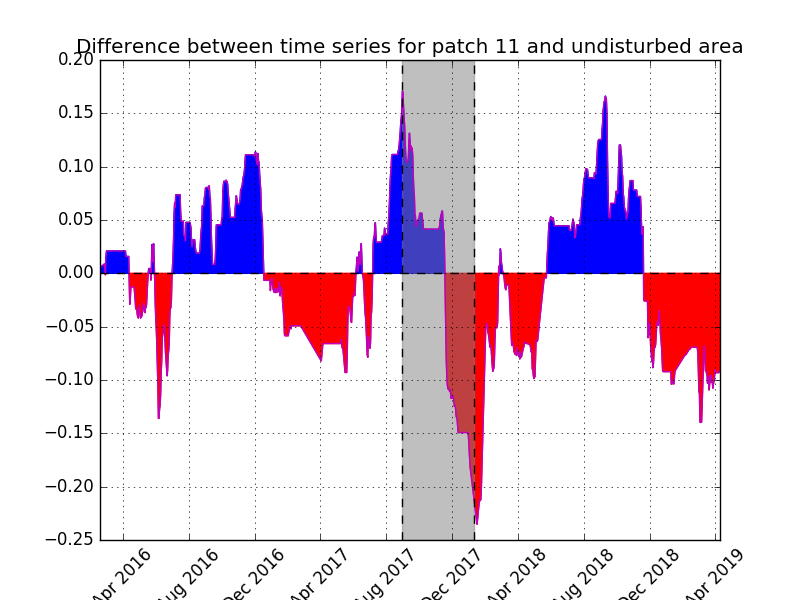 Difference between time series for patch 11 and undisturbed area
0.20
0.15
0.10
0.05
0.00
−0.05
−0.10
−0.15
−0.20
−0.25
Apr 2016
Aug 2016
Dec 2016
Apr 2017
Aug 2017
Dec 2017
Apr 2018
Aug 2018
Dec 2018
Apr 2019